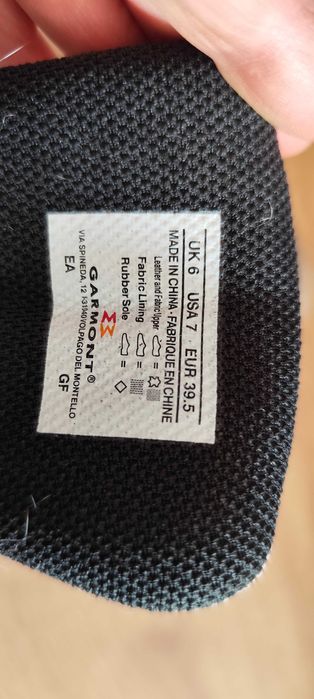 UK 6 USA 7 EUR 39.5
MADE IN CHINA - FABRIQUE EN CHINE
Leather and Fabric Upper = 
Fabric Lining =
Rubber Sole =
GARMONT®
VIA SPINEDA, 12 I31040 VOLPAGO DEL MONTELLO
EA GF